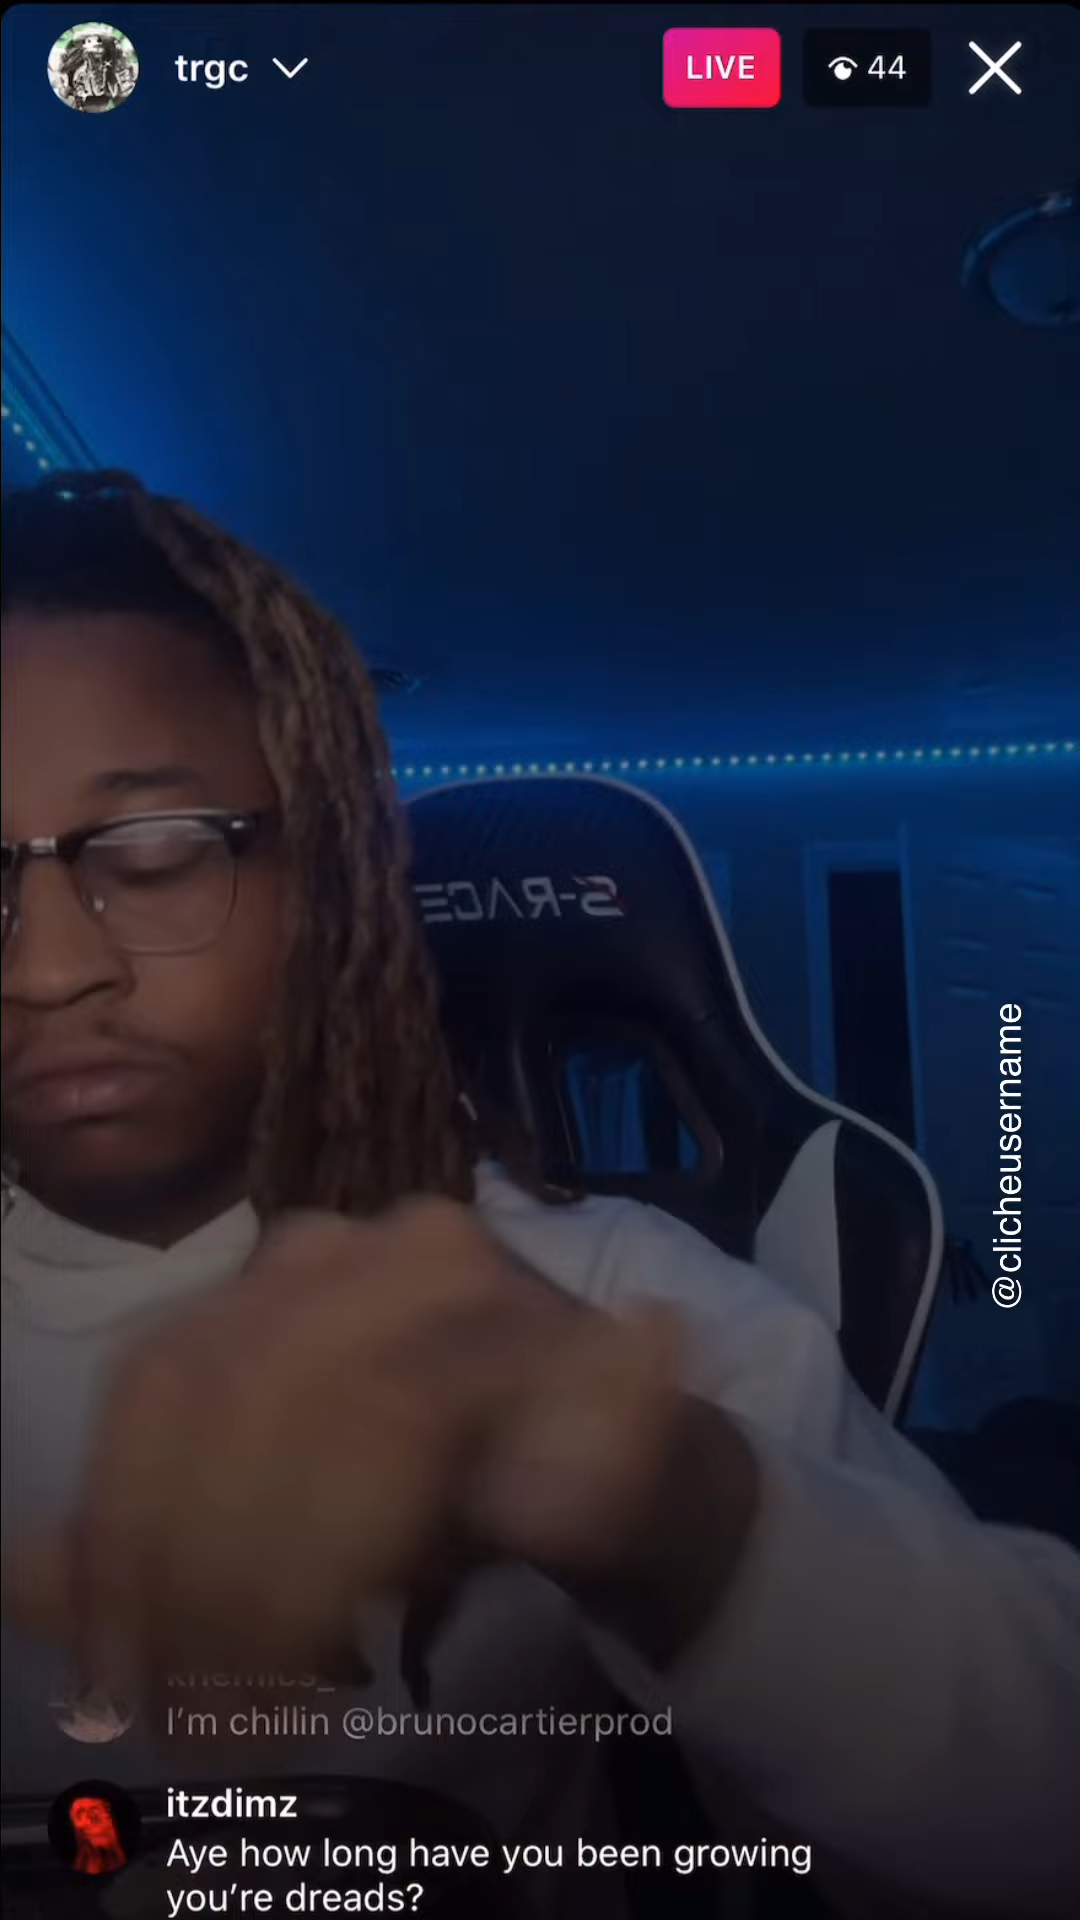 trgc
LIVE
44
S-RACE
@clicheusername
I’m chillin @brunocartierprod
itzdimz
Aye how long have you been growing
you’re dreads?